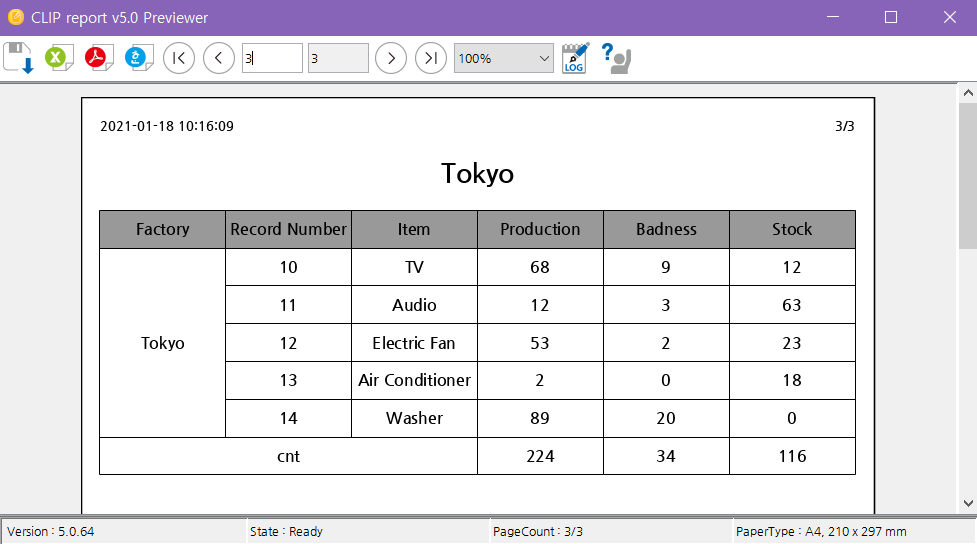 CLIP report v5.0 Previewer
3 3 100% LOG
2021-01-18 10:16:09 3/3
Tokyo
Factory Record Number Item Production Badness Stock
10 TV 68 9 12
11 Audio 12 3 63
Tokyo 12 Electric Fan 53 2 23
13 Air Conditioner 2 0 18
14 Washer 89 20 0
cnt 224 34 116
Version : 5.0.64 State : Ready PageCount : 3/3 PaperType : A4, 210 x 297 mm